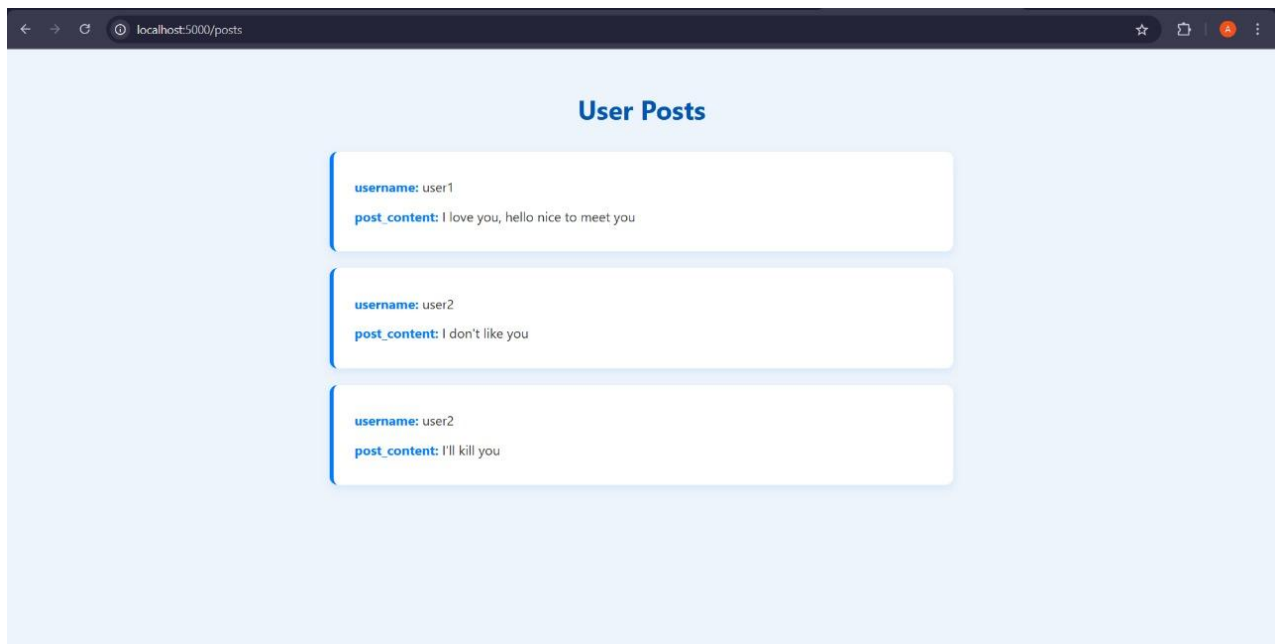 localhost:5000/posts
A
User Posts
username: user1
post_content: I love you, hello nice to meet you
username: user2
post_content: I don't like you
username: user2
post_content: I'll kill you